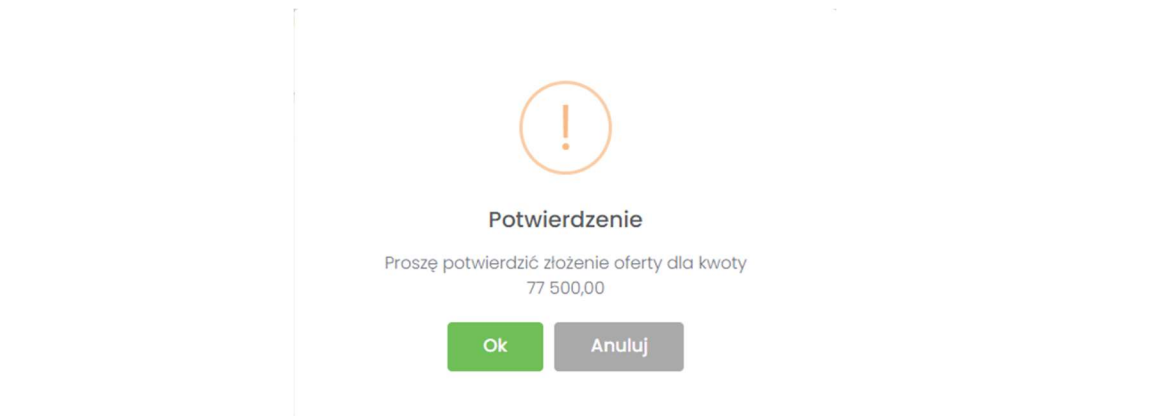 Potwierdzenie
Proszę potwierdzić złożenie oferty dla kwoty
77 500,00
Ok
Anuluj